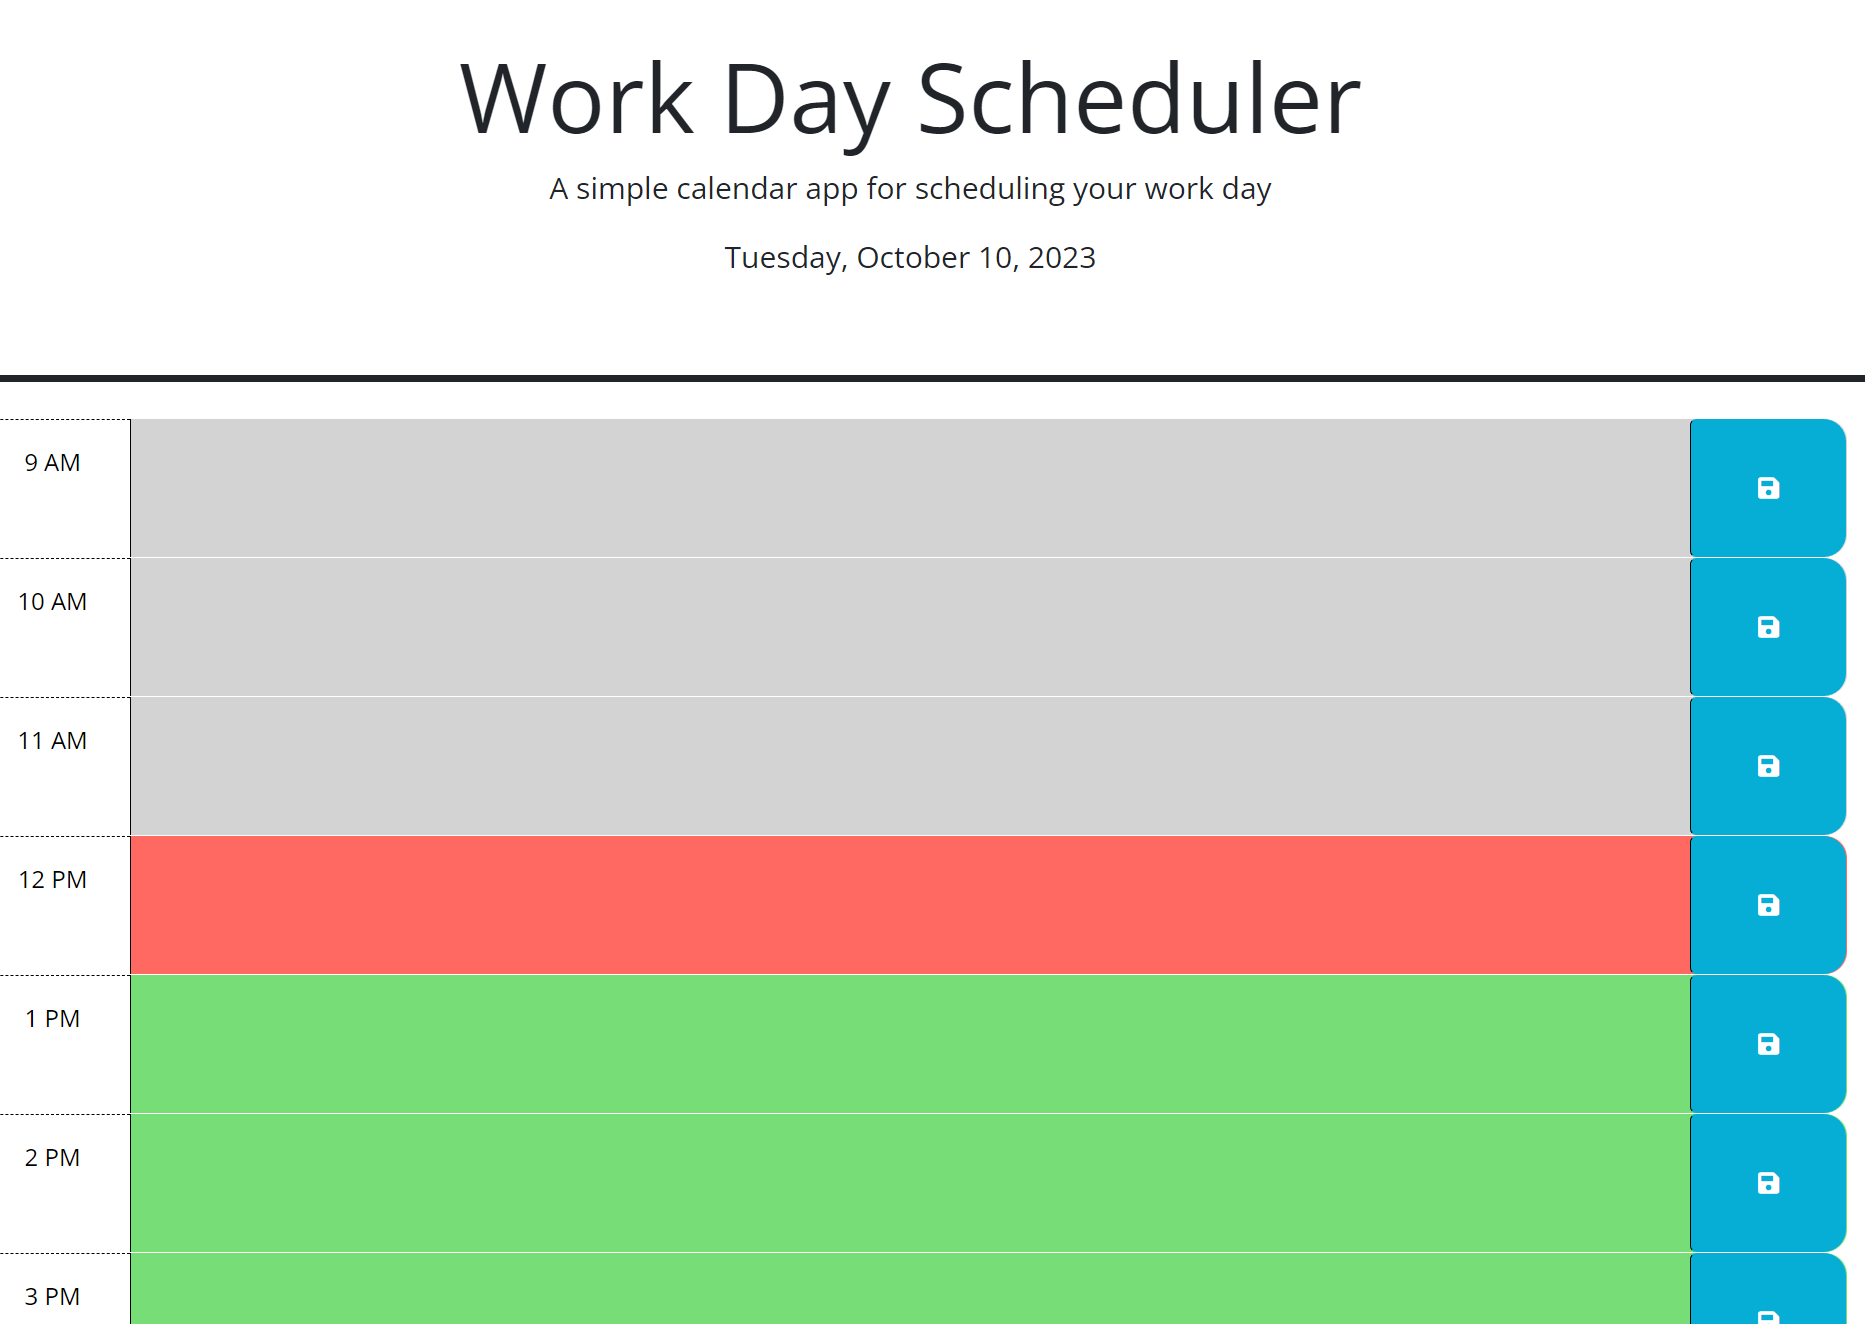 Work Day Scheduler
A simple calendar app for scheduling your work day
Tuesday, October 10, 2023
9 AM
10 AM
11 AM
12 PM
1 PM
2 PM
3 PM